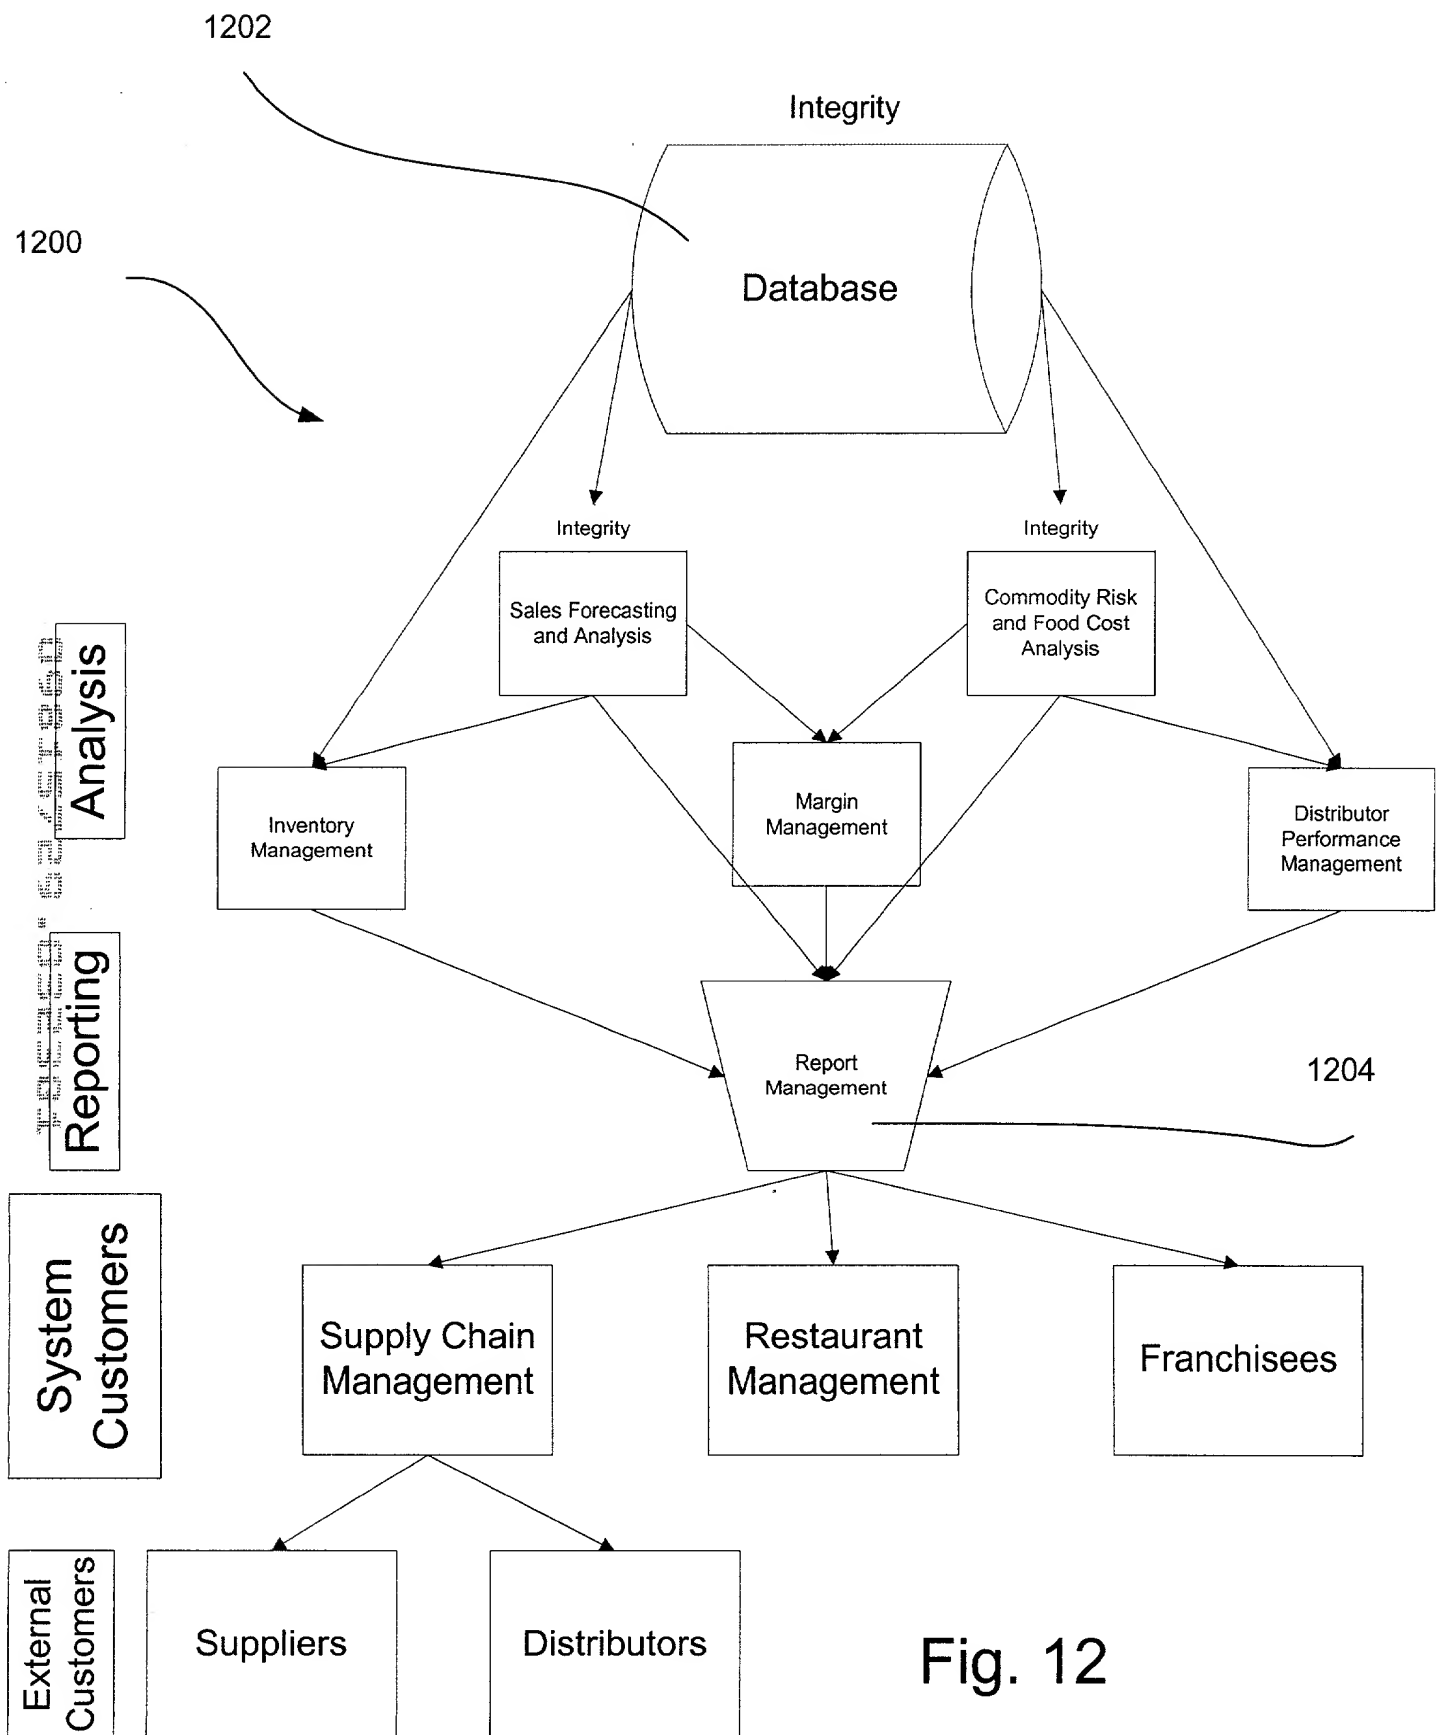 1202
Integrity
1200
Database
Integrity
Integrity
Sales Forecasting
and Analysis
Commodity Risk
and Food Cost
Analysis
Analysis
Margin
Management
Inventory
Management
Distributor
Performance
Management
Reporting
Report
Management
1204
System
Customers
Supply Chain
Management
Restaurant
Management
Franchisees
External
Customers
Suppliers
Distributors
Fig. 12